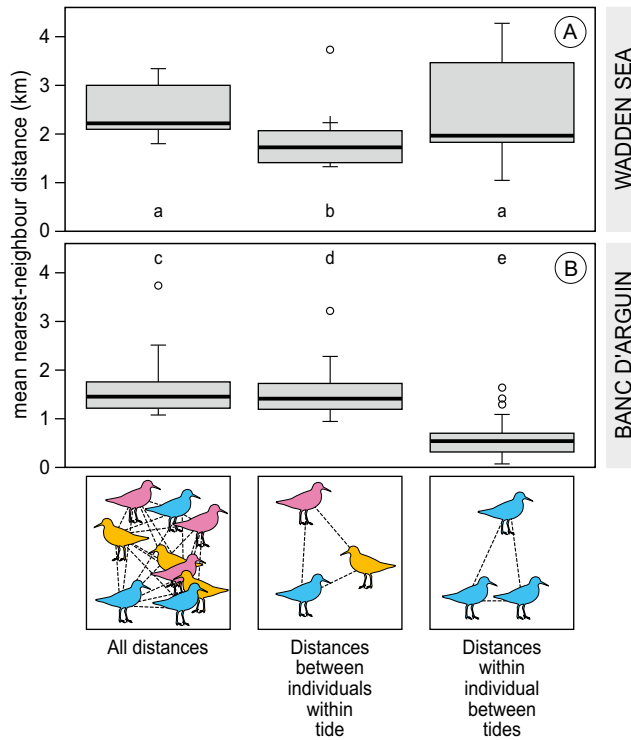 mean nearest-neighbour distance (km)
4
3
2
1
0
A
a
b
a
WADDEN SEA
4
3
2
1
0
c
d
e
B
BANC D'ARGUIN
All distances
Distances
between
individuals
within
tide
Distances
within
individual
between
tides